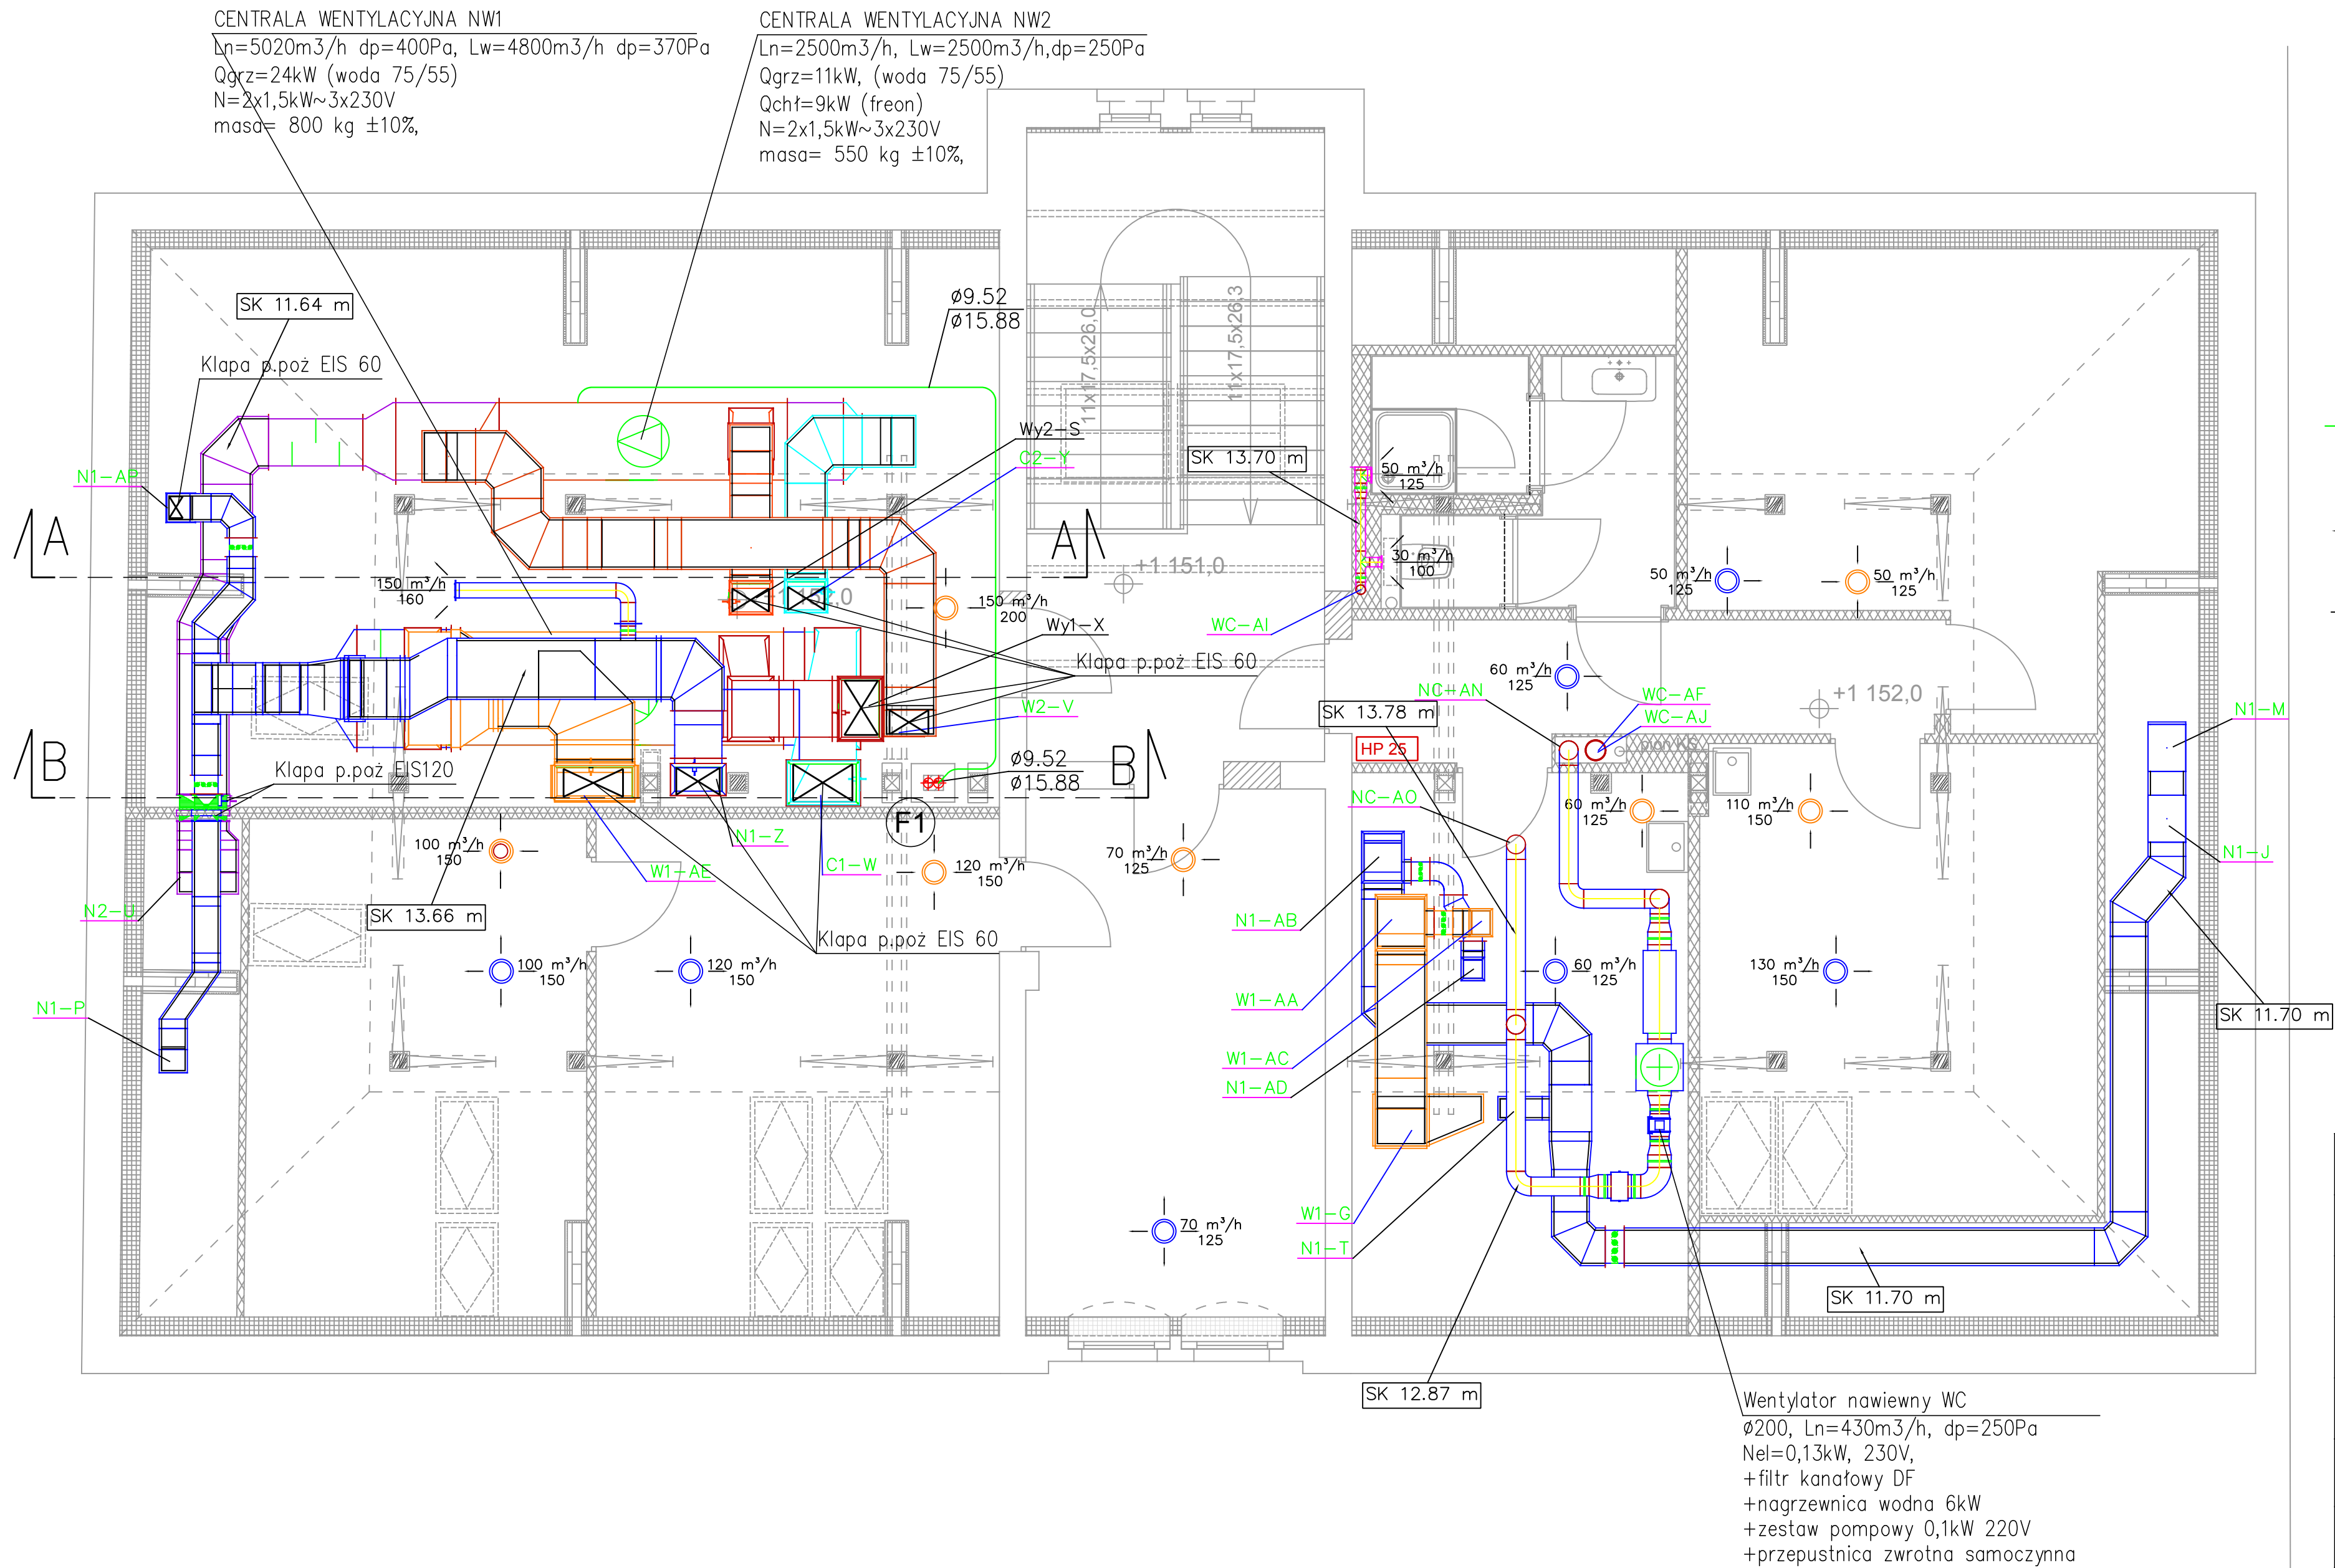 CENTRALA WENTYLACYJNA NW1
Ln=5020m3/h dp=400Pa, Lw=4800m3/h dp=370Pa
Qgrz=24kW (woda 75/55)
N=2x1,5kW~3x230V
masa= 800 kg ±10%,
CENTRALA WENTYLACYJNA NW2
Ln=2500m3/h, Lw=2500m3/h,dp=250Pa
Qgrz=11kW, (woda 75/55)
Qchł=9kW (freon)
N=2x1,5kW~3x230V
masa= 550 kg ±10%,
SK 11.64 m
Klapa p.poż EIS 60
ø9.52
ø15.88
11x17,5x26,0
11x17,5x26,3
N1-AP
Wy2-S
C2-Y
SK 13.70 m
50 m³/h
125
30 m³/h
100
A
A
+1 151,0
150 m³/h
160
150 m³/h
200
50 m³/h
125
50 m³/h
125
Wy1-X
WC-AI
Klapa p.poż EIS 60
60 m³/h
125
NC-AN
WC-AF
WC-AJ
+1 152,0
W2-V
SK 13.78 m
N1-M
HP 25
B
B
Klapa p.poż EIS120
ø9.52
ø15.88
NC-AO
60 m³/h
125
110 m³/h
150
F1
N1-Z
100 m³/h
150
W1-AE
C1-W
120 m³/h
150
70 m³/h
125
N1-J
N2-U
SK 13.66 m
N1-AB
Klapa p.poż EIS 60
100 m³/h
150
120 m³/h
150
60 m³/h
125
130 m³/h
150
N1-P
W1-AA
SK 11.70 m
W1-AC
N1-AD
W1-G
70 m³/h
125
N1-T
SK 11.70 m
SK 12.87 m
Wentylator nawiewny WC
ø200, Ln=430m3/h, dp=250Pa
Nel=0,13kW, 230V,
+filtr kanałowy DF
+nagrzewnica wodna 6kW
+zestaw pompowy 0,1kW 220V
+przepustnica zwrotna samoczynna